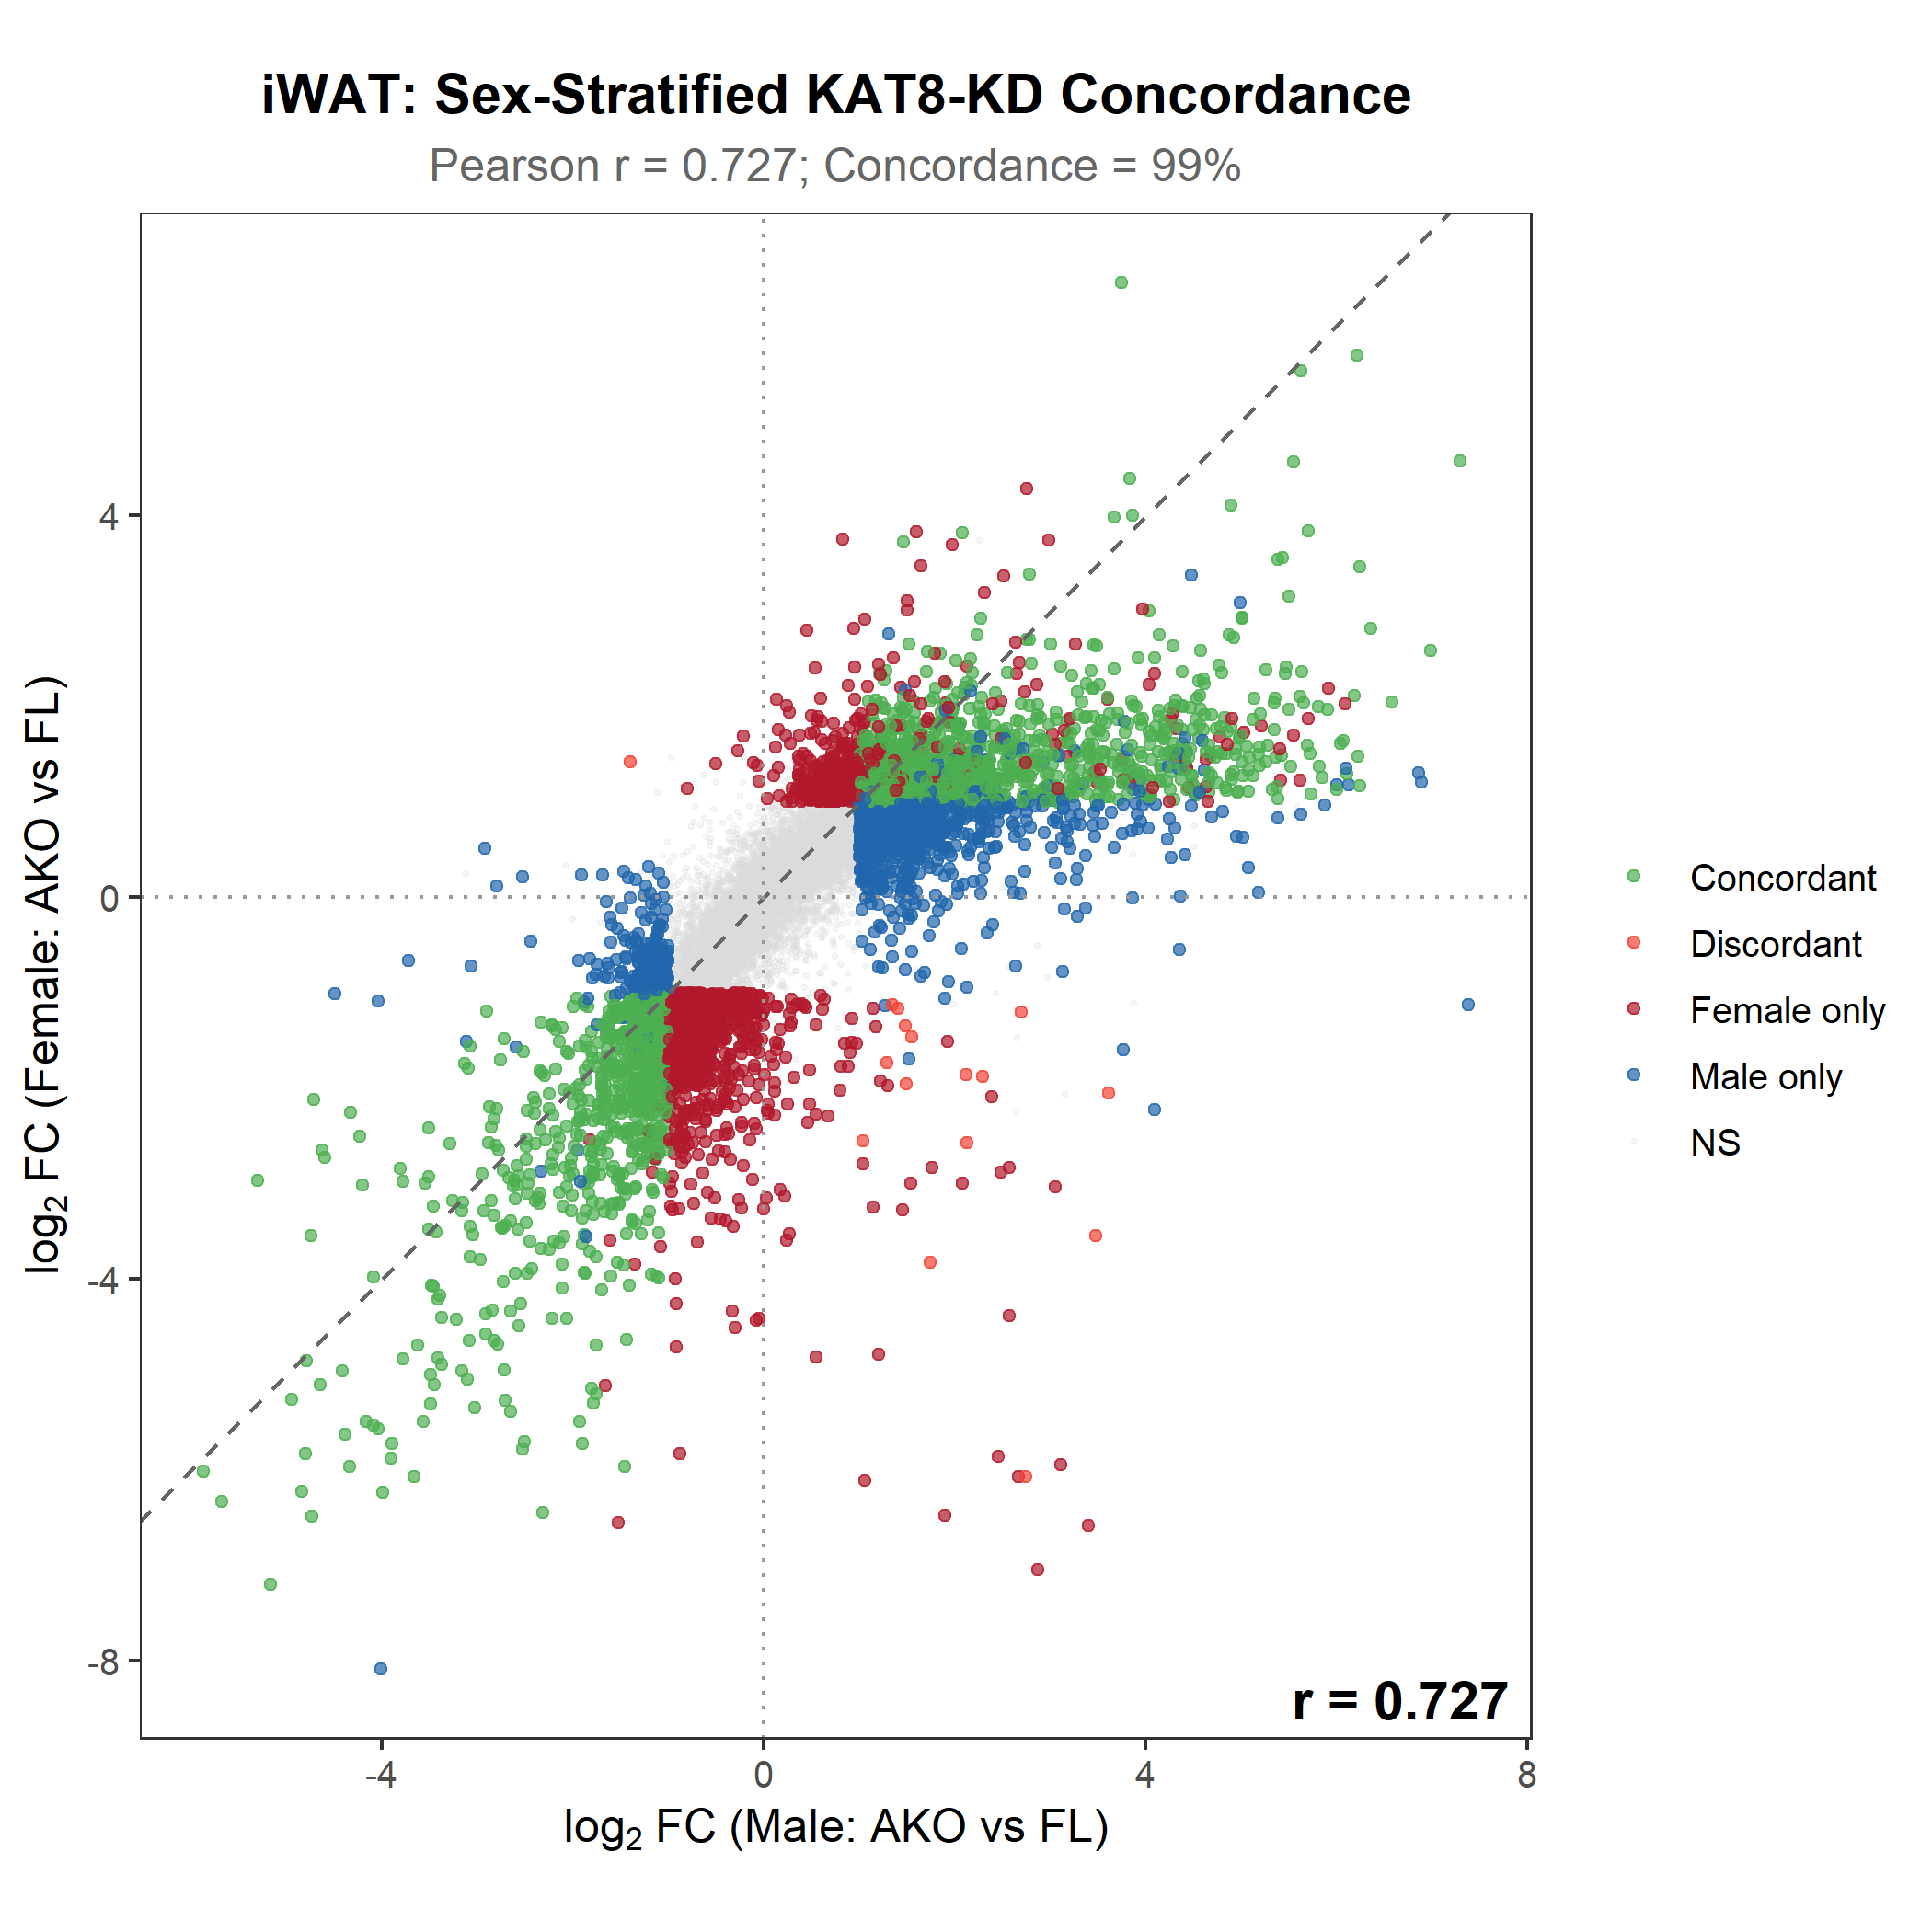 iWAT: Sex-Stratified KAT8-KD Concordance
Pearson r = 0.727; Concordance = 99%
log₂ FC (Female: AKO vs FL)
4
0
-4
-8
r = 0.727
-4
0
4
8
log₂ FC (Male: AKO vs FL)
Concordant
Discordant
Female only
Male only
NS